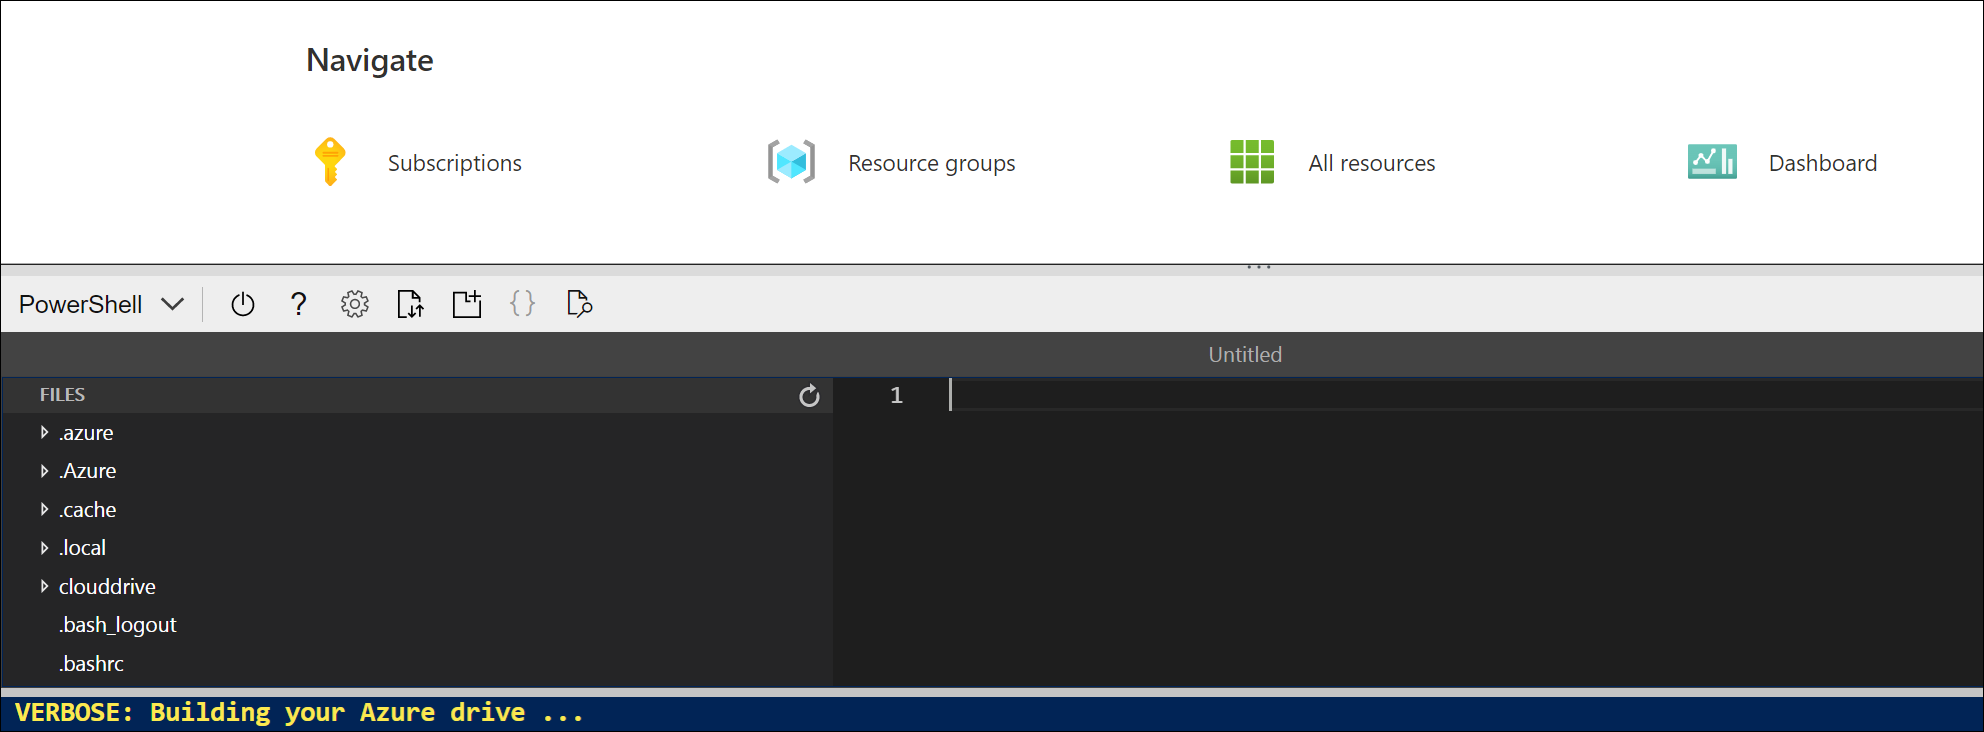 Navigate
Subscriptions
Resource groups
All resources
Dashboard
PowerShell
?
{}
Untitled
FILES
1
.azure
.Azure
.cache
.local
clouddrive
.bash_logout
.bashrc
VERBOSE: Building your Azure drive ...